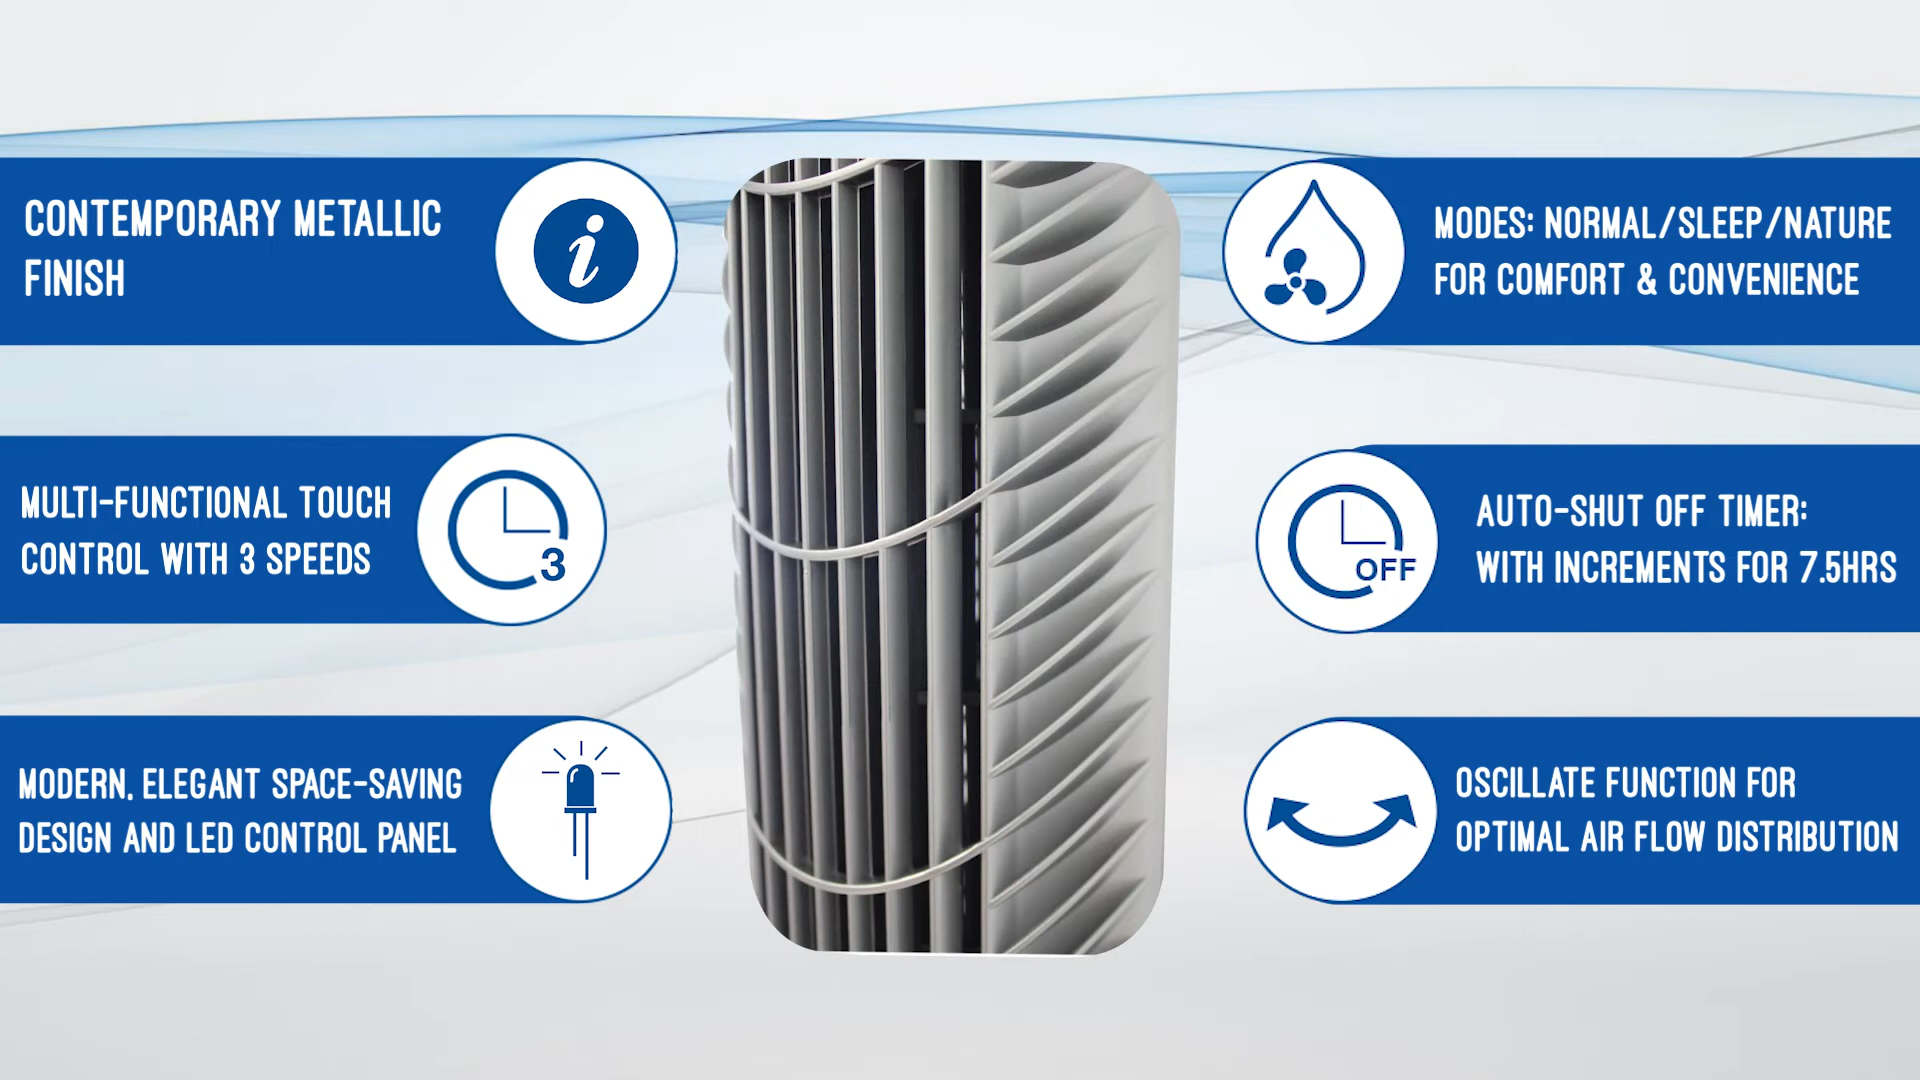 CONTEMPORARY METALLIC
FINISH
MULTI-FUNCTIONAL TOUCH
CONTROL WITH 3 SPEEDS
3
MODERN, ELEGANT SPACE-SAVING
DESIGN AND LED CONTROL PANEL
MODES: NORMAL/SLEEP/NATURE
FOR COMFORT & CONVENIENCE
AUTO-SHUT OFF TIMER:
WITH INCREMENTS FOR 7.5HRS
OFF
OSCILLATE FUNCTION FOR
OPTIMAL AIR FLOW DISTRIBUTION